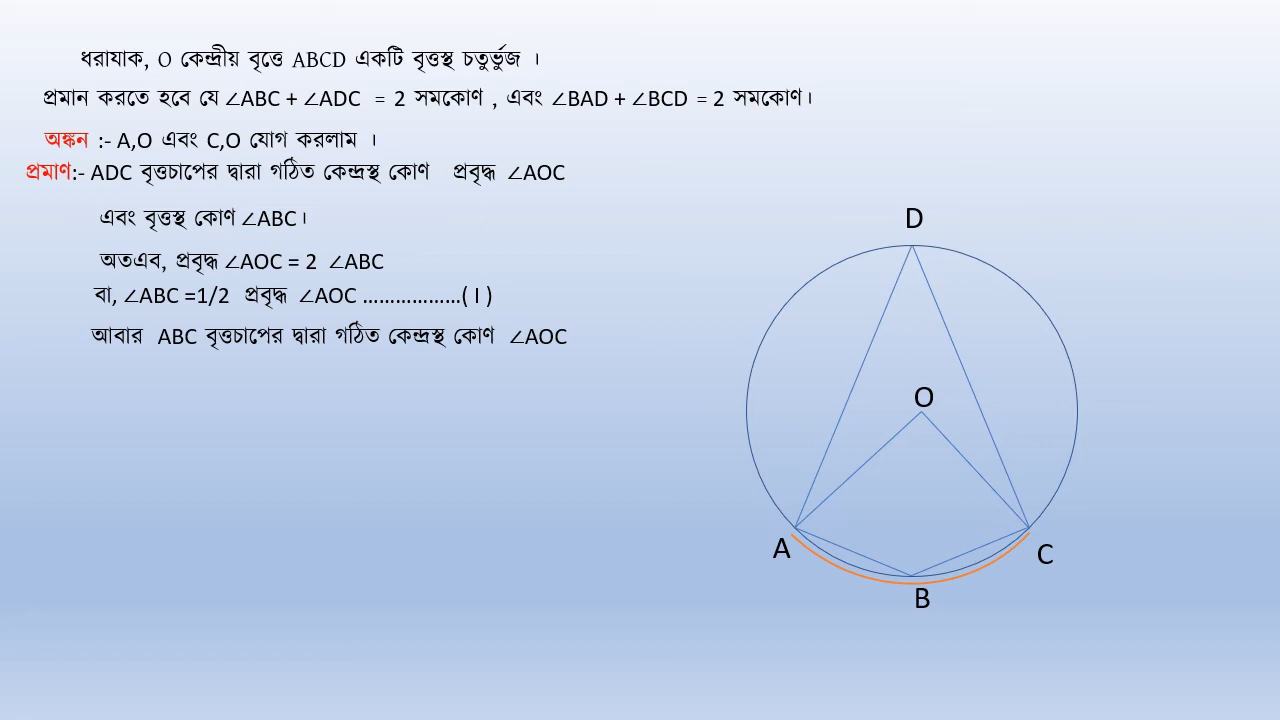 ধরাযাক, O কেন্দ্রীয় বৃত্তে ABCD একটি বৃত্তস্থ চতুর্ভুজ ।
প্রমান করতে হবে যে ∠ABC + ∠ADC = 2 সমকোণ , এবং ∠BAD + ∠BCD = 2 সমকোণ।
অঙ্কন :- A,O এবং C,O যোগ করলাম ।
প্রমাণ:- ADC বৃত্তচাপের দ্বারা গঠিত কেন্দ্রস্থ কোণ প্রবৃদ্ধ ∠AOC
এবং বৃত্তস্থ কোণ ∠ABC।
অতএব, প্রবৃদ্ধ ∠AOC = 2 ∠ABC
বা, ∠ABC =1/2 প্রবৃদ্ধ ∠AOC ………………( I )
আবার ABC বৃত্তচাপের দ্বারা গঠিত কেন্দ্রস্থ কোণ ∠AOC
D
O
A
C
B